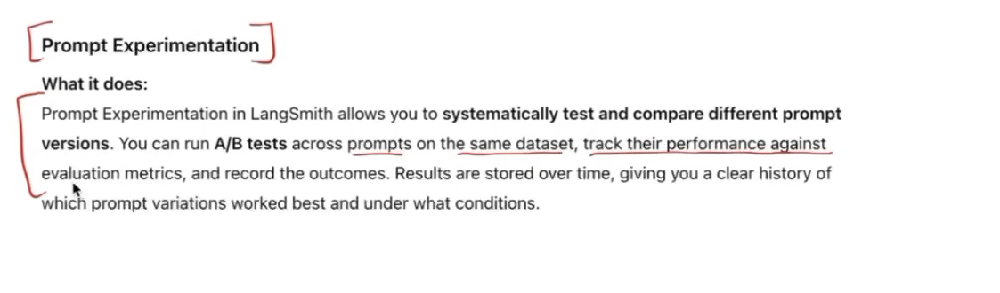 Prompt Experimentation
What it does:
Prompt Experimentation in LangSmith allows you to systematically test and compare different prompt
versions. You can run A/B tests across prompts on the same dataset, track their performance against
evaluation metrics, and record the outcomes. Results are stored over time, giving you a clear history of
which prompt variations worked best and under what conditions.